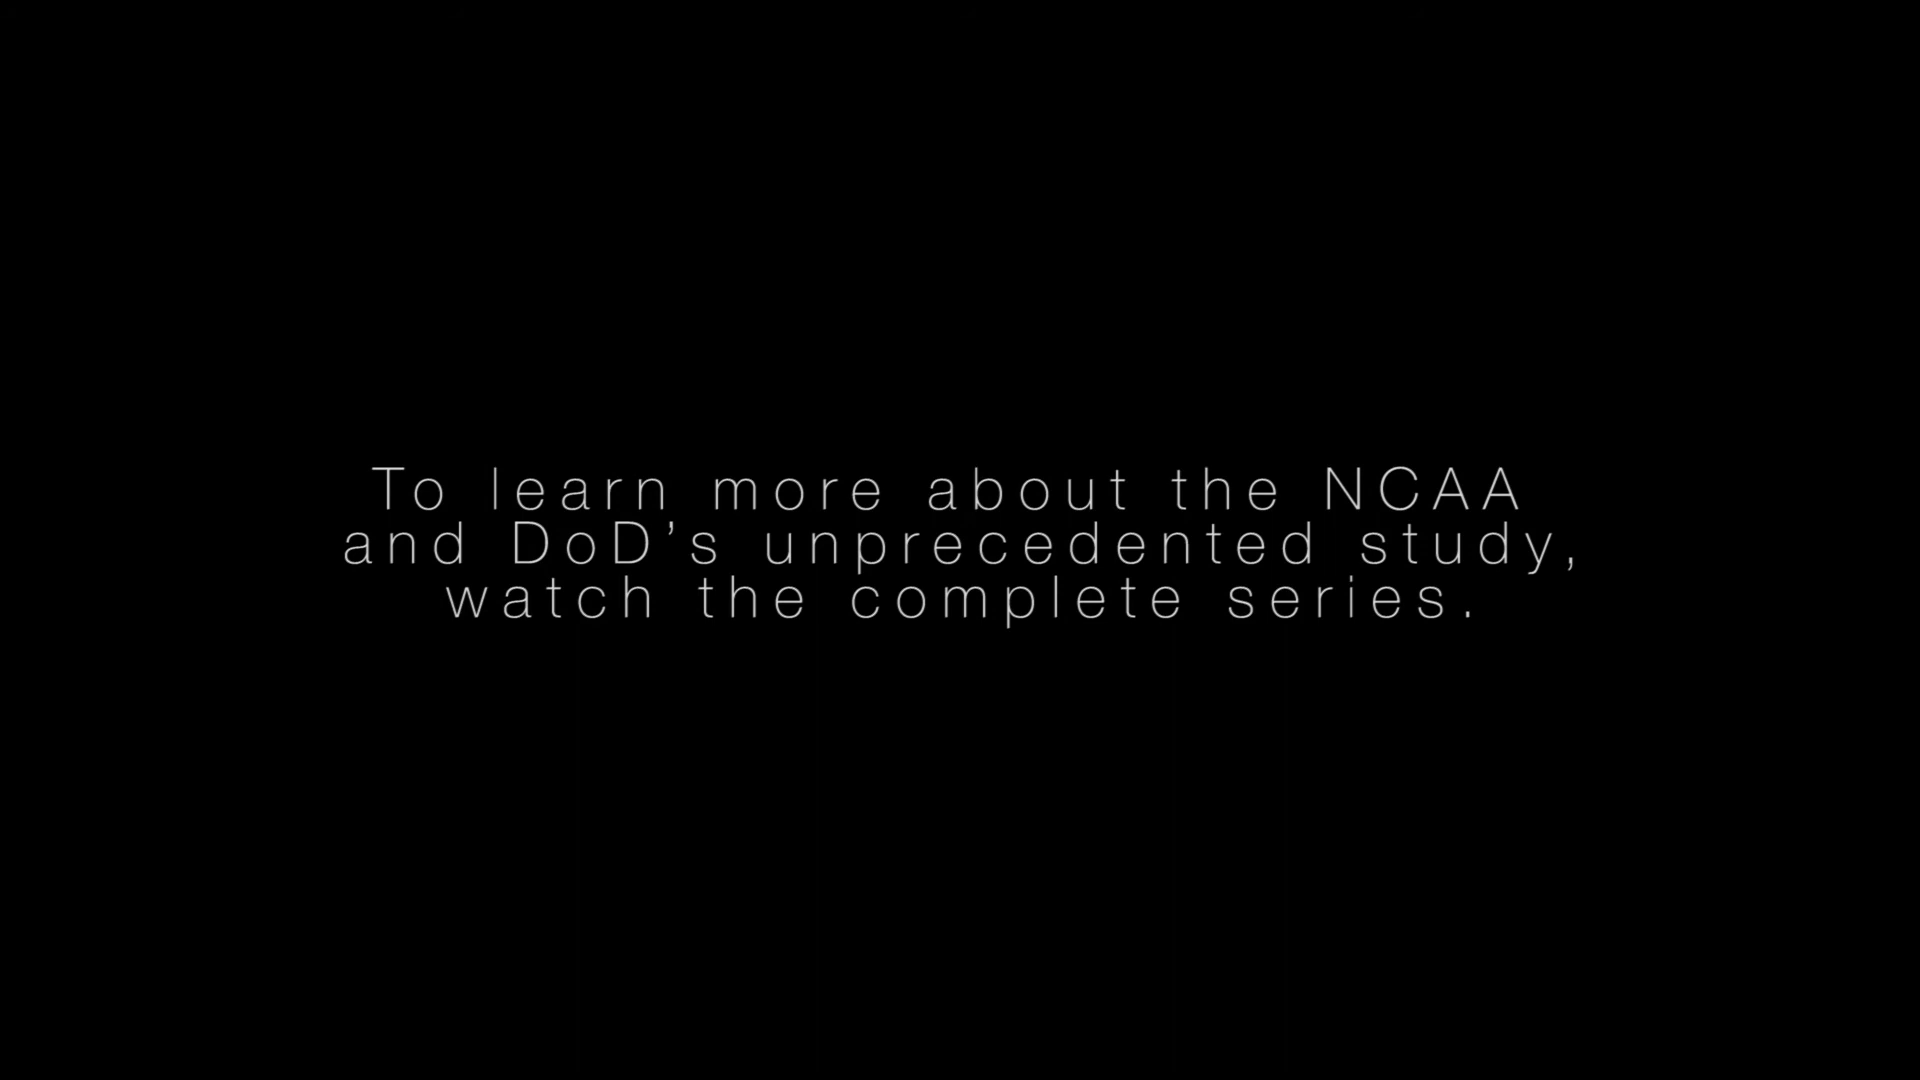 To learn more about the NCAA
and DoD’s unprecedented study,
watch the complete series.